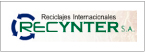 Reciclajes Internacionales
RECYNTER S.A.